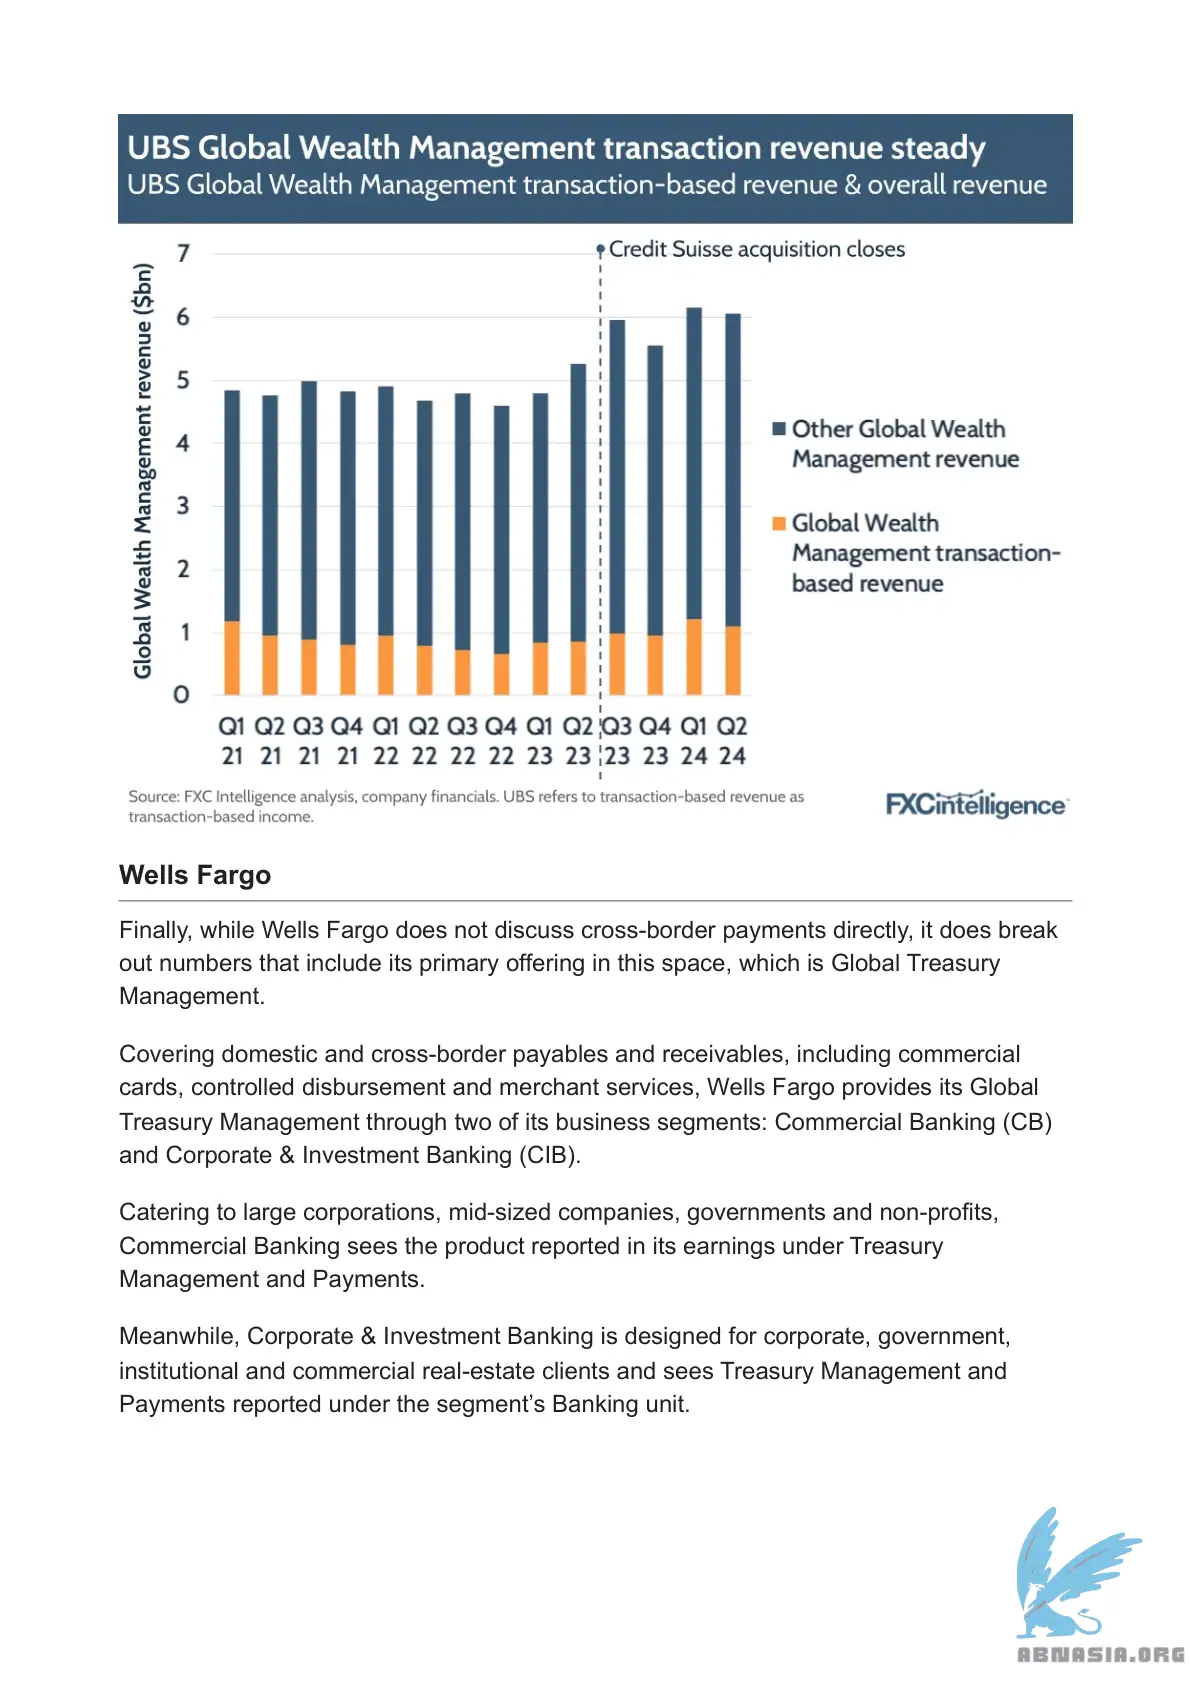 UBS Global Wealth Management transaction revenue steady
UBS Global Wealth Management transaction-based revenue & overall revenue
Global Wealth Management revenue ($bn)
7
6
5
4
3
2
1
0
Credit Suisse acquisition closes
Other Global Wealth
Management revenue
Global Wealth
Management transaction-
based revenue
Q1 Q2 Q3 Q4 Q1 Q2 Q3 Q4 Q1 Q2 Q3 Q4 Q1 Q2
21 21 21 21 22 22 22 22 23 23 23 23 24 24
Source: FXC Intelligence analysis, company financials. UBS refers to transaction-based revenue as
transaction-based income.
FXCintelligence™
Wells Fargo
Finally, while Wells Fargo does not discuss cross-border payments directly, it does break
out numbers that include its primary offering in this space, which is Global Treasury
Management.
Covering domestic and cross-border payables and receivables, including commercial
cards, controlled disbursement and merchant services, Wells Fargo provides its Global
Treasury Management through two of its business segments: Commercial Banking (CB)
and Corporate & Investment Banking (CIB).
Catering to large corporations, mid-sized companies, governments and non-profits,
Commercial Banking sees the product reported in its earnings under Treasury
Management and Payments.
Meanwhile, Corporate & Investment Banking is designed for corporate, government,
institutional and commercial real-estate clients and sees Treasury Management and
Payments reported under the segment’s Banking unit.
ABNASIA.ORG